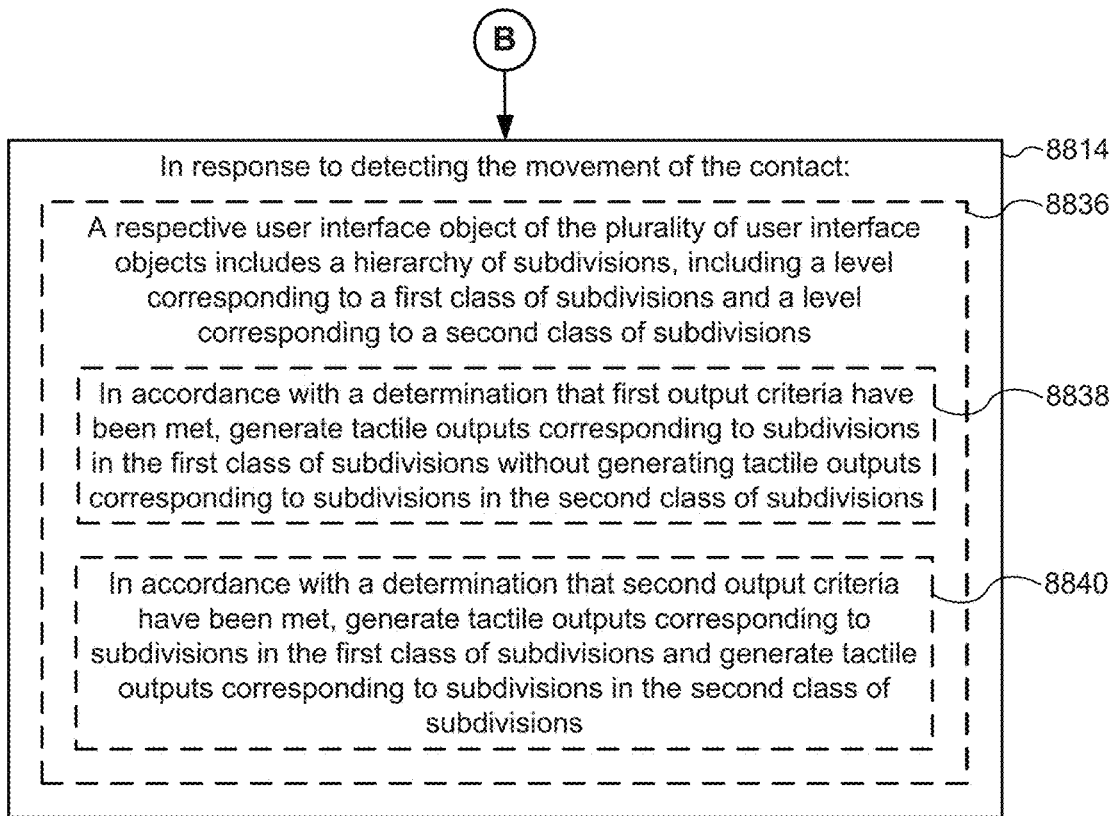 B
In response to detecting the movement of the contact:
8814
8836
A respective user interface object of the plurality of user interface
objects includes a hierarchy of subdivisions, including a level
corresponding to a first class of subdivisions and a level
corresponding to a second class of subdivisions
In accordance with a determination that first output criteria have
been met, generate tactile outputs corresponding to subdivisions
in the first class of subdivisions without generating tactile outputs
corresponding to subdivisions in the second class of subdivisions
8838
In accordance with a determination that second output criteria
have been met, generate tactile outputs corresponding to
subdivisions in the first class of subdivisions and generate tactile
outputs corresponding to subdivisions in the second class of
subdivisions
8840